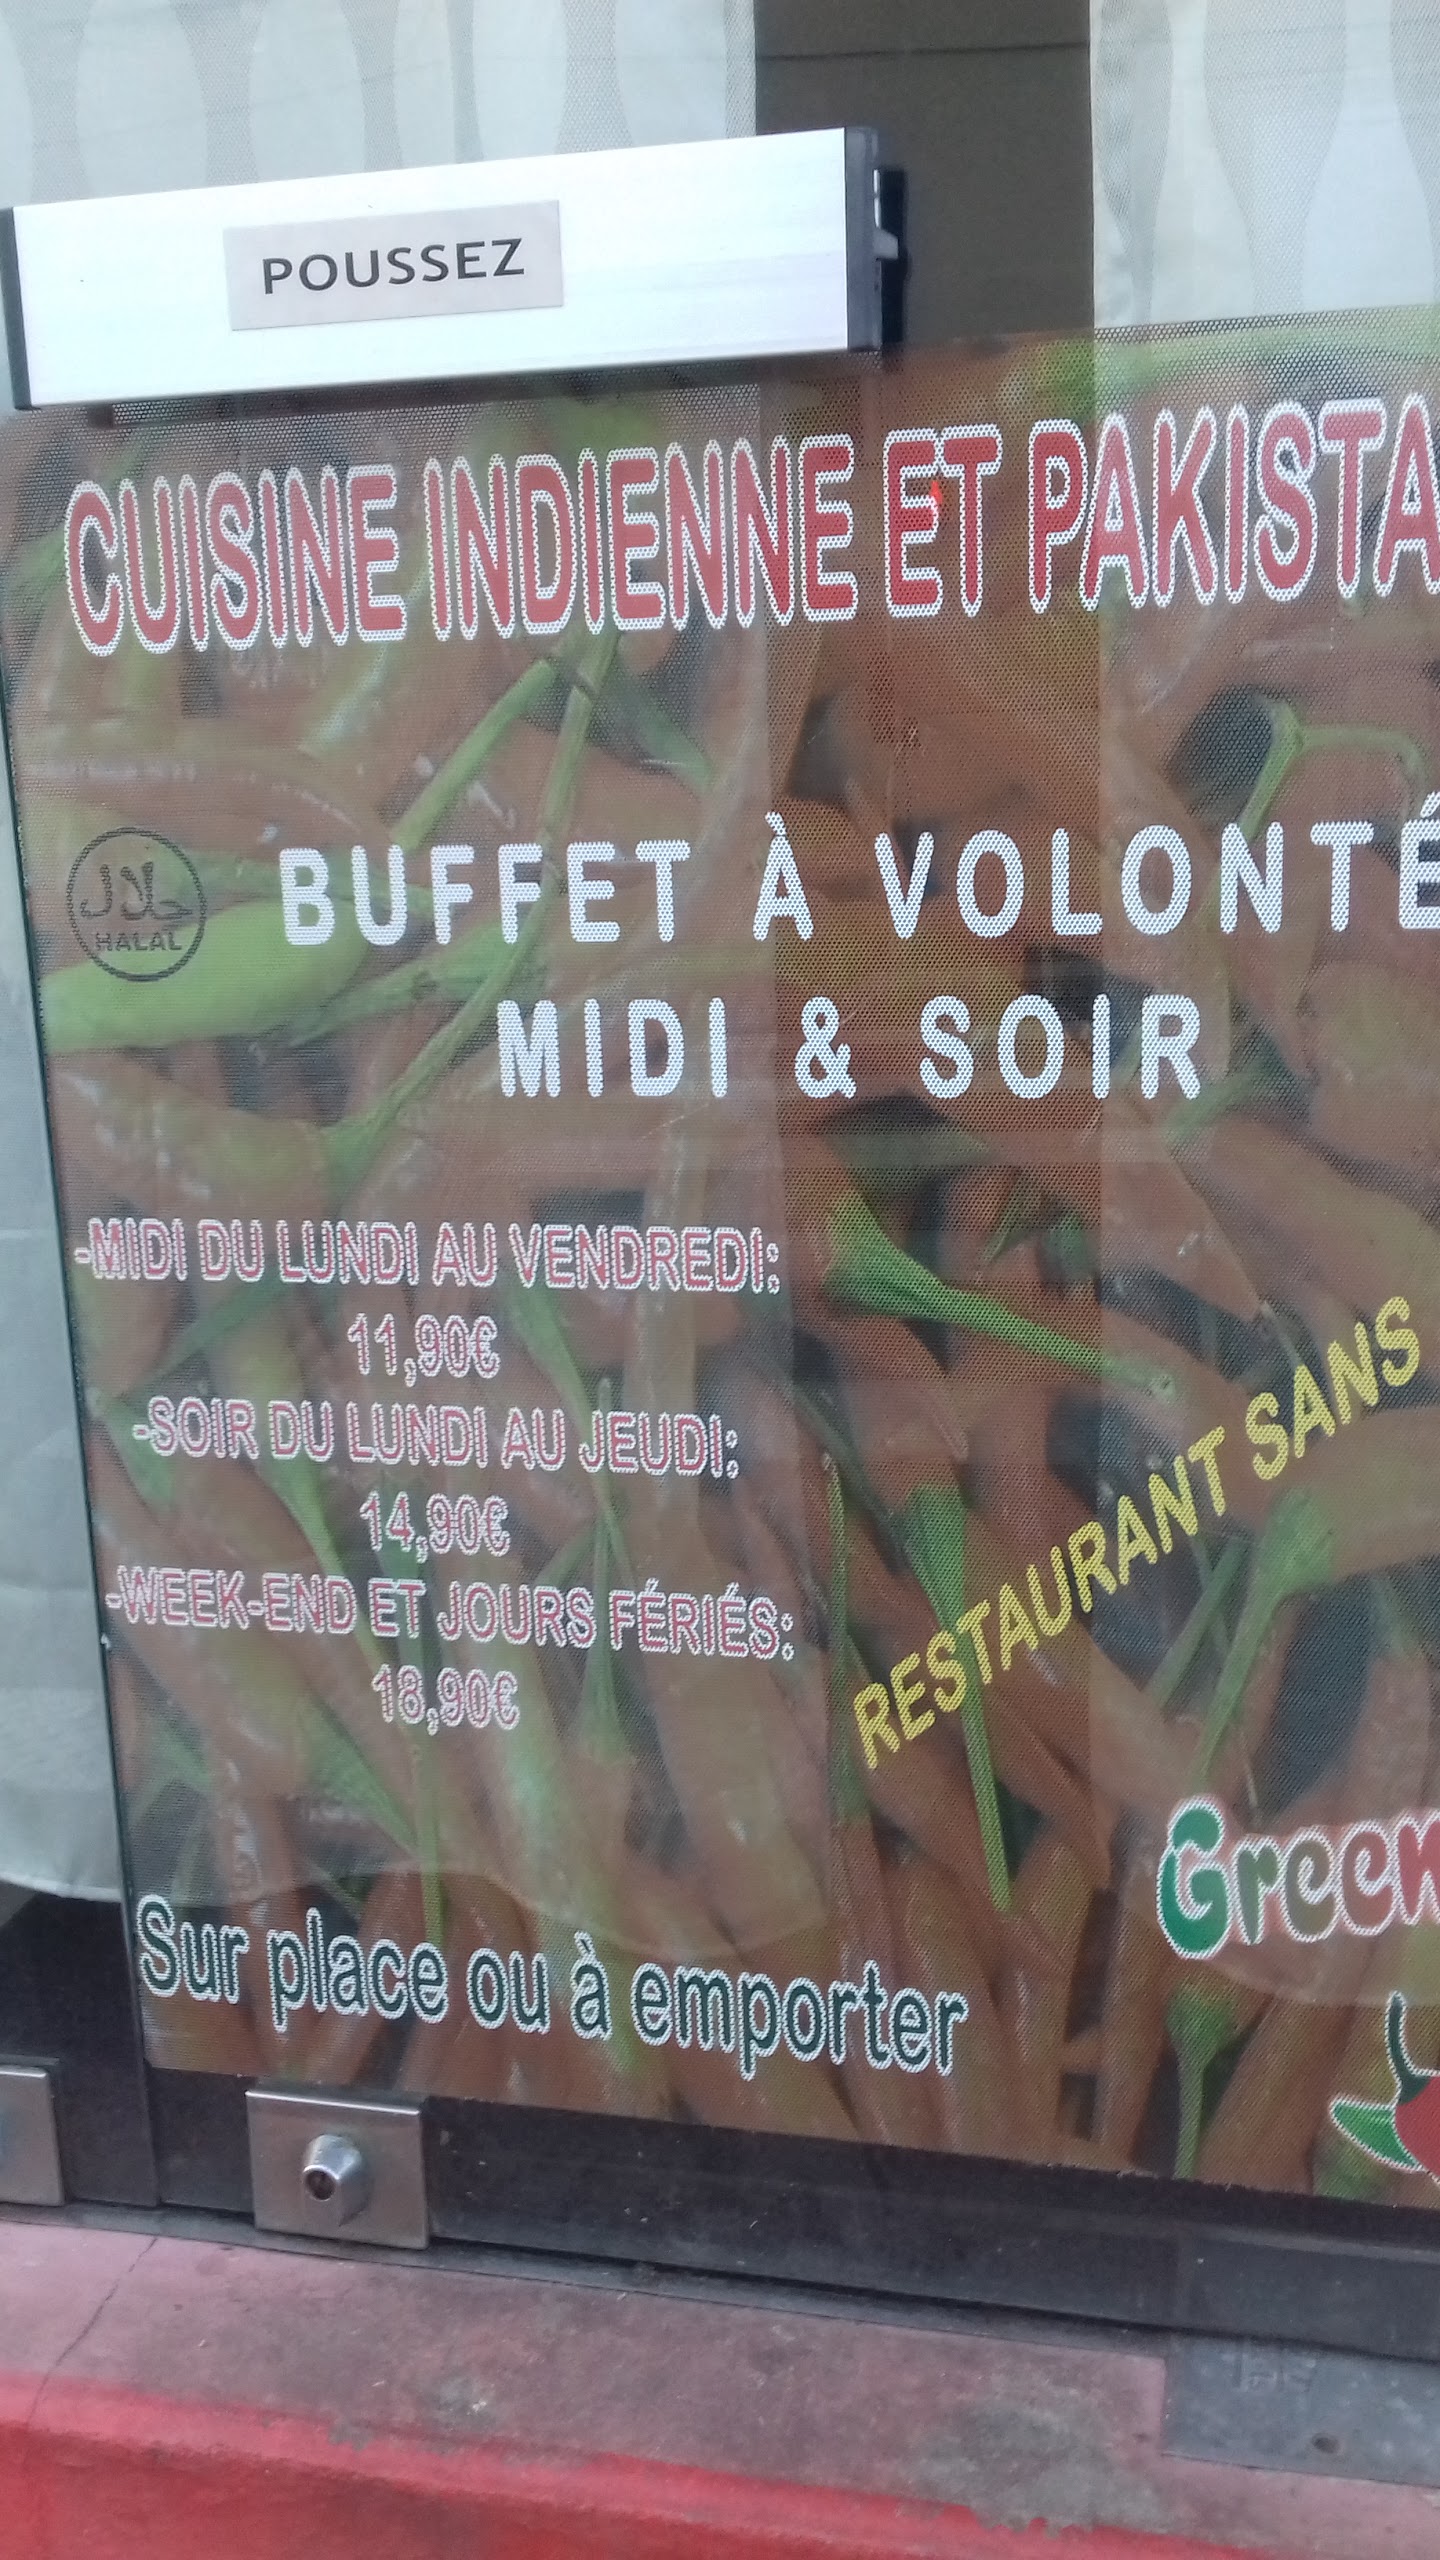 POUSSEZ
CUISINE INDIENNE ET PAKISTA
حلال
HALAL
BUFFET À VOLONTÉ
MIDI & SOIR
-MIDI DU LUNDI AU VENDREDI:
11,90€
-SOIR DU LUNDI AU JEUDI:
14,90€
-WEEK-END ET JOURS FÉRIÉS:
18,90€
RESTAURANT SANS
Green
Sur place ou à emporter